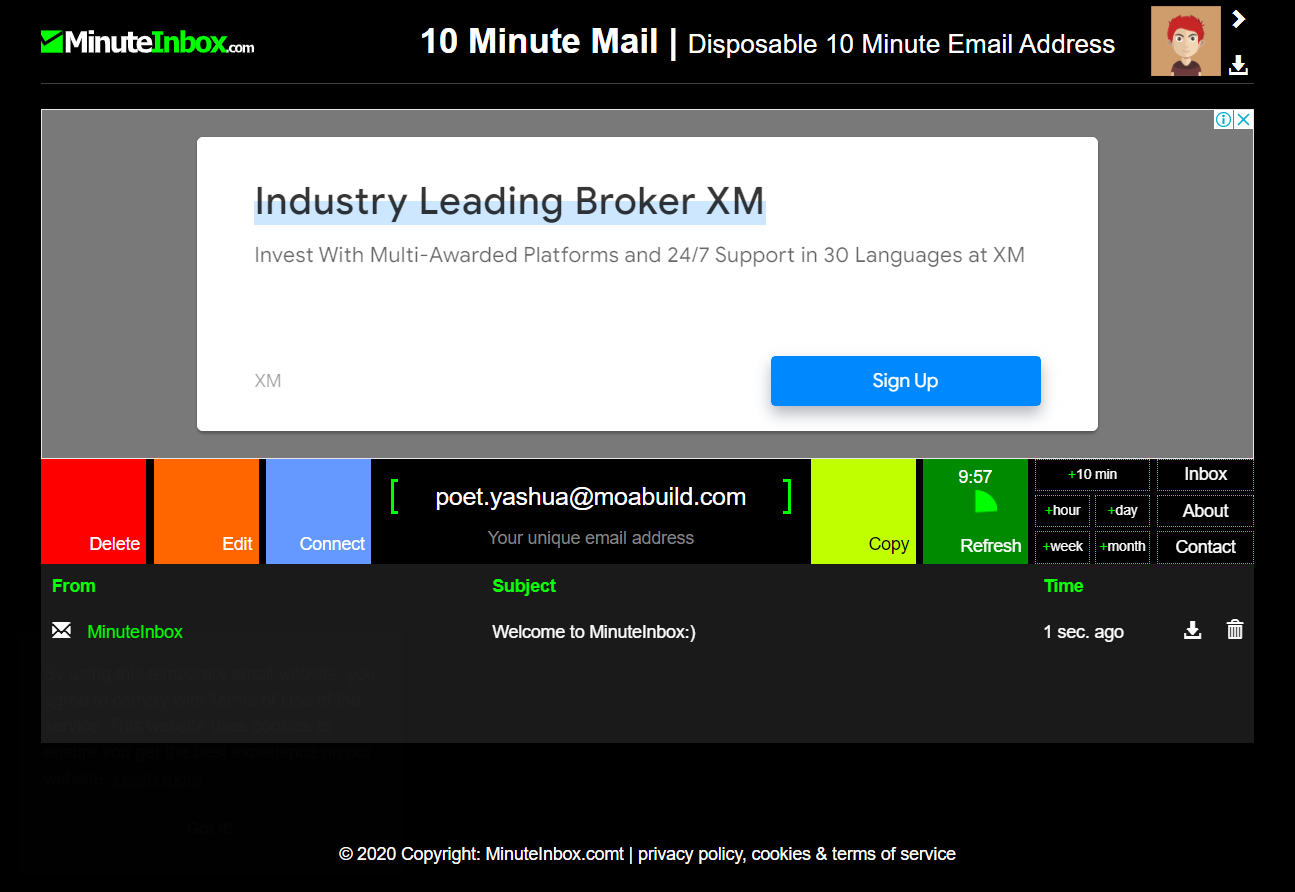 MinuteInbox.com
10 Minute Mail | Disposable 10 Minute Email Address
Industry Leading Broker XM
Invest With Multi-Awarded Platforms and 24/7 Support in 30 Languages at XM
XM
Sign Up
Delete
Edit
Connect
[ poet.yashua@moabuild.com ]
Your unique email address
Copy
9:57
Refresh
+10 min
+hour +day
+week +month
Inbox
About
Contact
From Subject Time
MinuteInbox Welcome to MinuteInbox:) 1 sec. ago
© 2020 Copyright: MinuteInbox.comt | privacy policy, cookies & terms of service